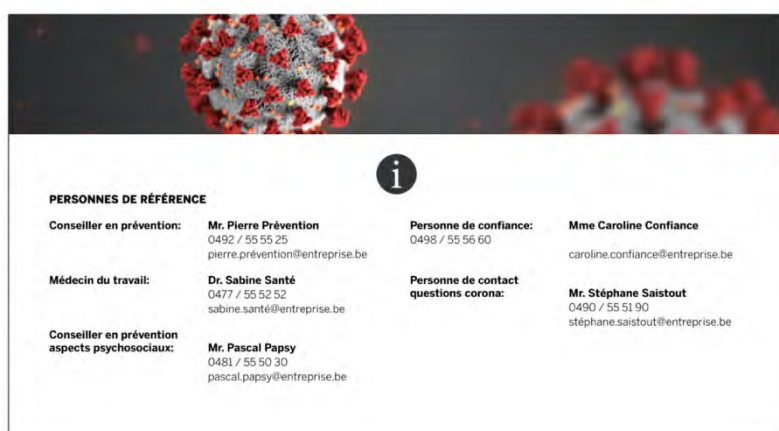 i
PERSONNES DE RÉFÉRENCE
Conseiller en prévention:
Mr. Pierre Prévention
0492 / 55 55 25
pierre.prévention@entreprise.be
Médecin du travail:
Dr. Sabine Santé
0477 / 55 52 52
sabine.santé@entreprise.be
Conseiller en prévention
aspects psychosociaux:
Mr. Pascal Papsy
0481 / 55 50 30
pascal.papsy@entreprise.be
Personne de confiance:
0498 / 55 56 60
Mme Caroline Confiance
caroline.confiance@entreprise.be
Personne de contact
questions corona:
Mr. Stéphane Saistout
0490 / 55 51 90
stéphane.saistout@entreprise.be